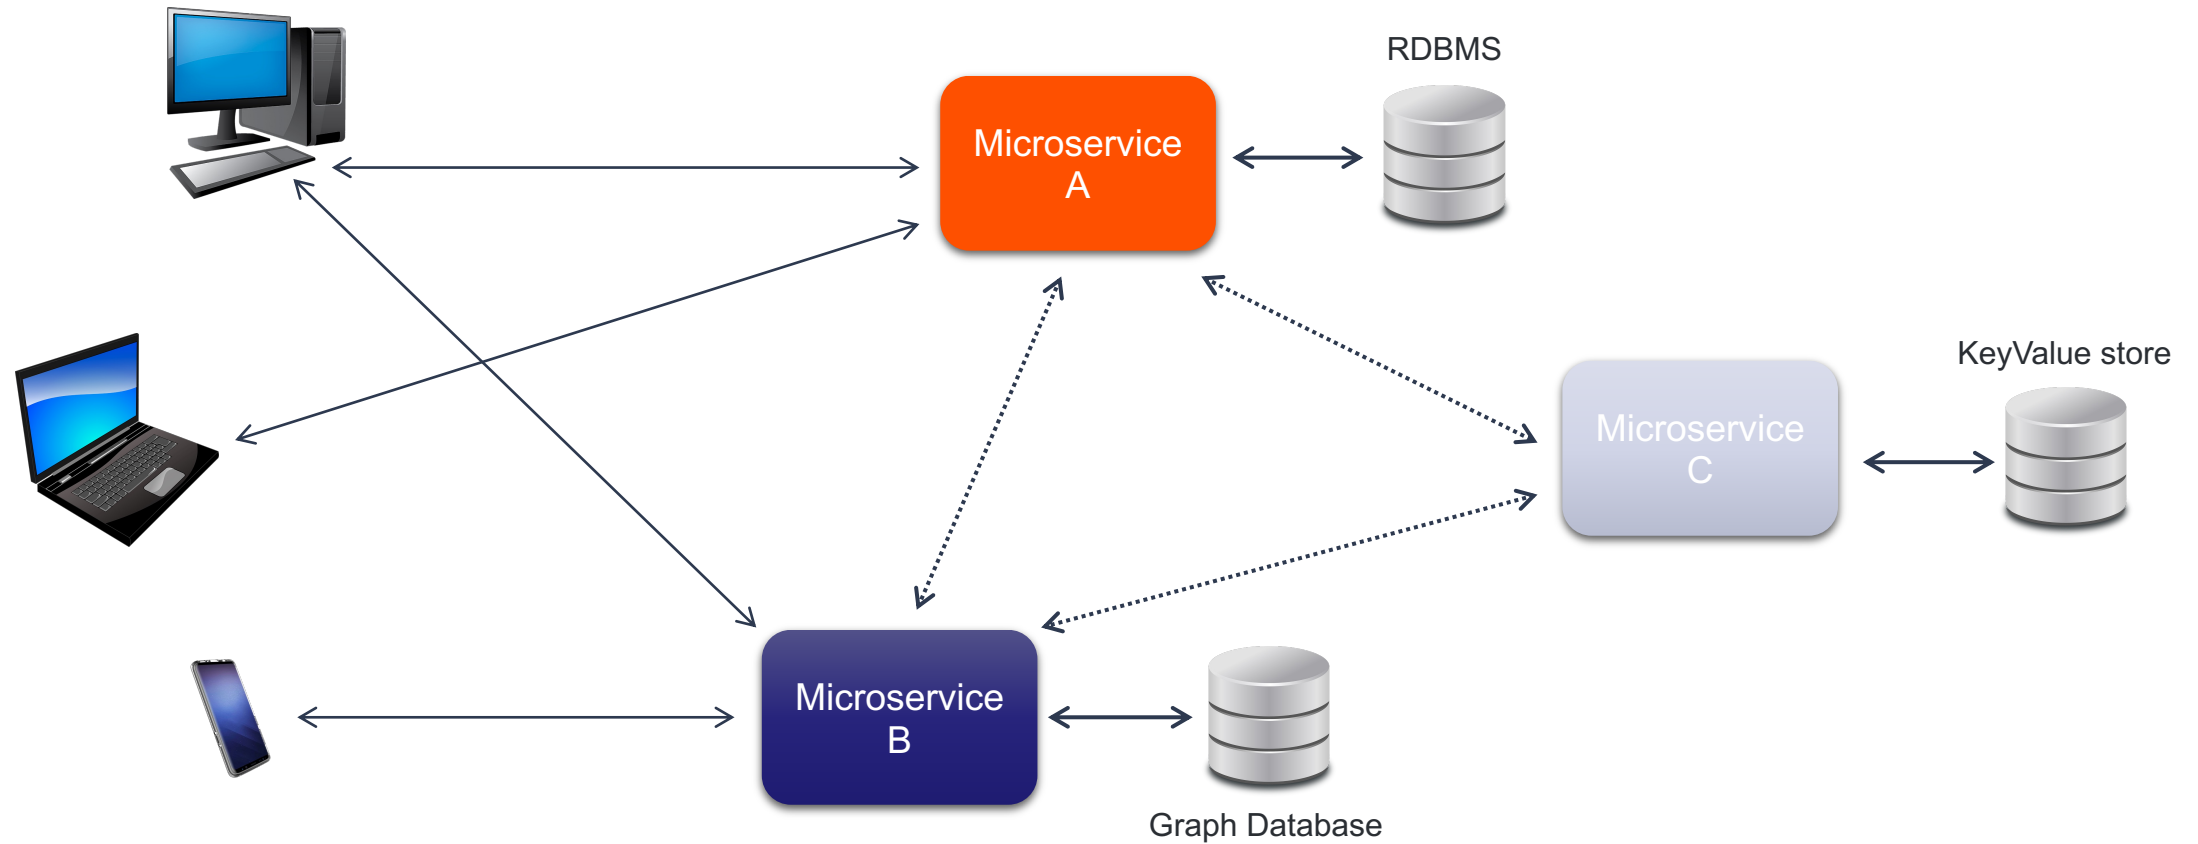 RDBMS
Microservice
A
KeyValue store
Microservice
C
Microservice
B
Graph Database